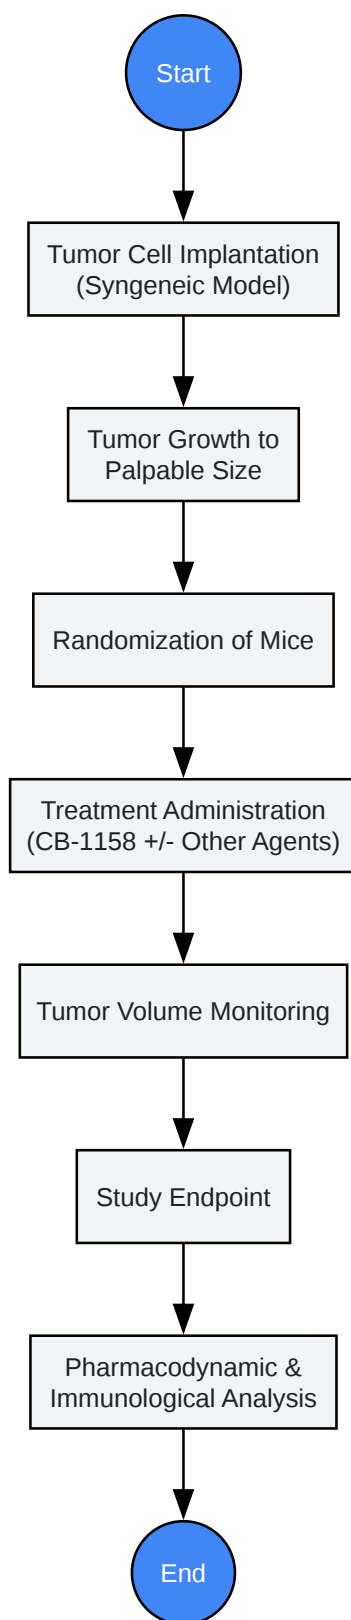 Start
Tumor Cell Implantation
(Syngeneic Model)
Tumor Growth to
Palpable Size
Randomization of Mice
Treatment Administration
(CB-1158 +/- Other Agents)
Tumor Volume Monitoring
Study Endpoint
Pharmacodynamic &
Immunological Analysis
End